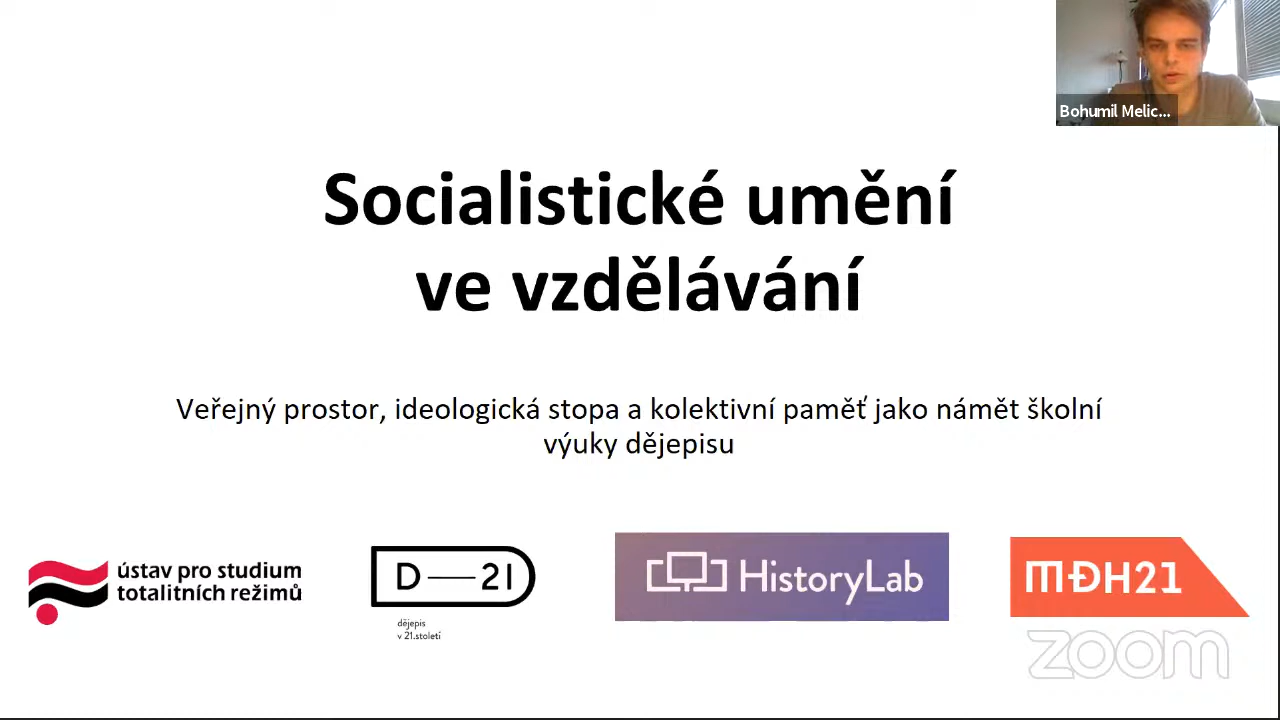 Bohumil Melic...
Socialistické umění
ve vzdělávání
Veřejný prostor, ideologická stopa a kolektivní paměť jako námět školní
výuky dějepisu
ústav pro studium
totalitních režimů
D—21
dějepis
v 21.století
HistoryLab
MDH21
zoom